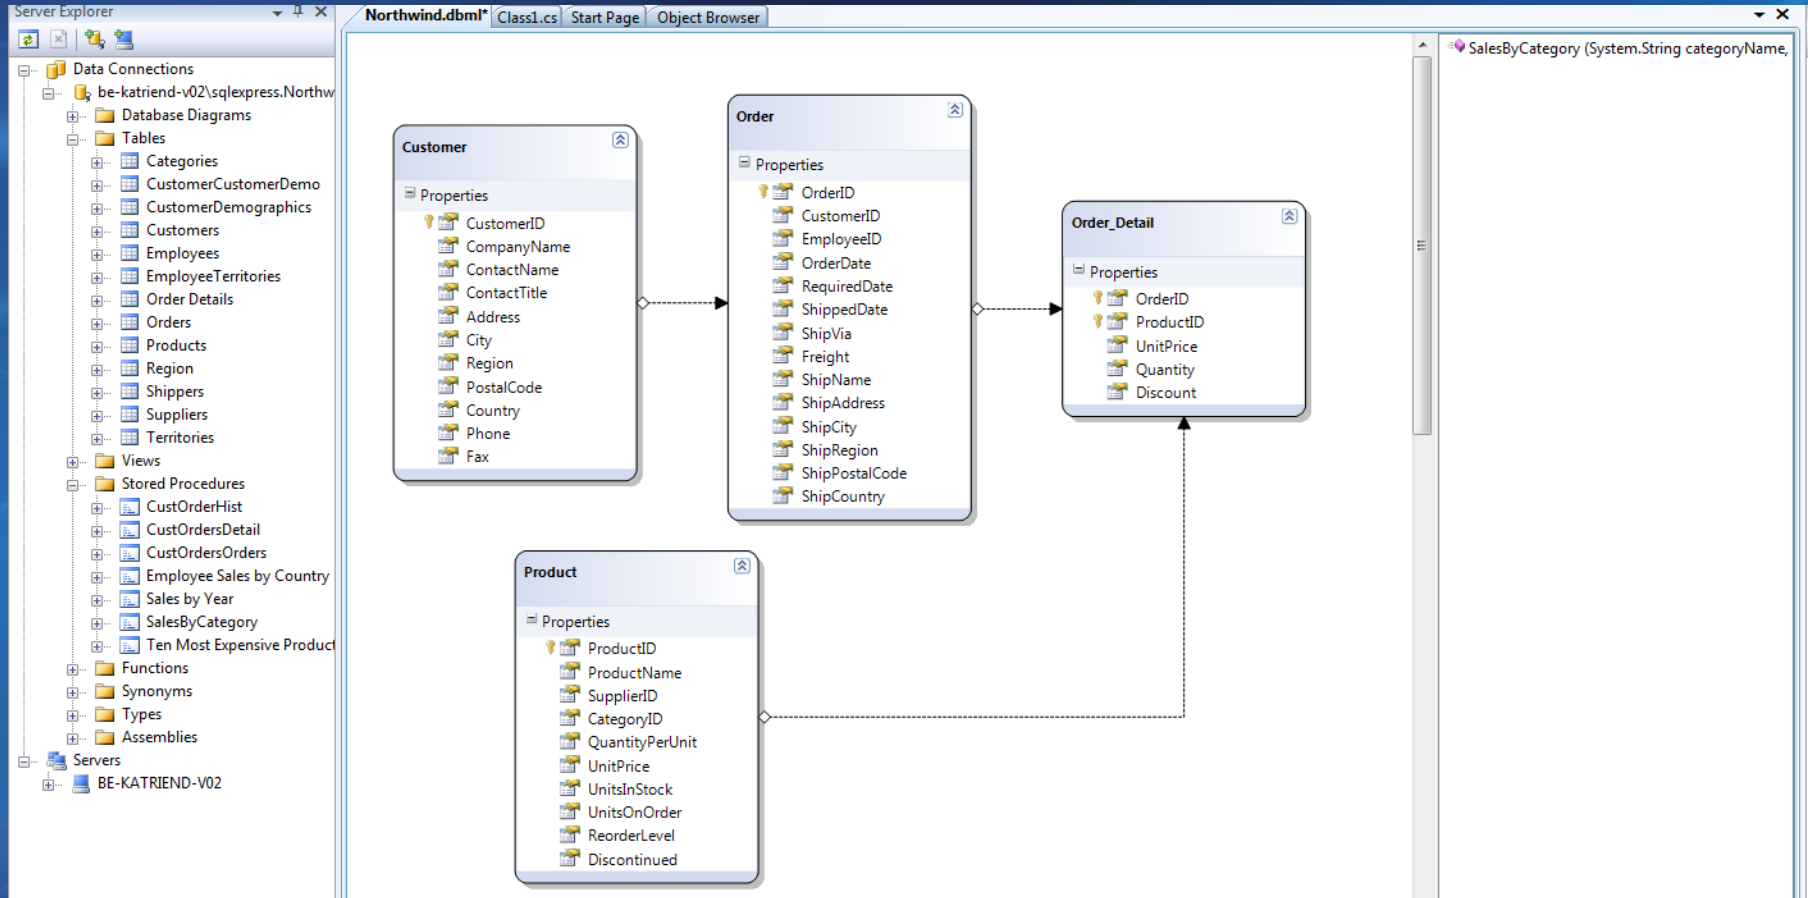 Server Explorer
Data Connections
be-katriend-v02\sqlexpress.Northw
Database Diagrams
Tables
Categories
CustomerCustomerDemo
CustomerDemographics
Customers
Employees
EmployeeTerritories
Order Details
Orders
Products
Region
Shippers
Suppliers
Territories
Views
Stored Procedures
CustOrderHist
CustOrdersDetail
CustOrdersOrders
Employee Sales by Country
Sales by Year
SalesByCategory
Ten Most Expensive Product
Functions
Synonyms
Types
Assemblies
Servers
BE-KATRIEND-V02
Northwind.dbml* Class1.cs Start Page Object Browser
Customer
Properties
CustomerID
CompanyName
ContactName
ContactTitle
Address
City
Region
PostalCode
Country
Phone
Fax
Order
Properties
OrderID
CustomerID
EmployeeID
OrderDate
RequiredDate
ShippedDate
ShipVia
Freight
ShipName
ShipAddress
ShipCity
ShipRegion
ShipPostalCode
ShipCountry
Order_Detail
Properties
OrderID
ProductID
UnitPrice
Quantity
Discount
Product
Properties
ProductID
ProductName
SupplierID
CategoryID
QuantityPerUnit
UnitPrice
UnitsInStock
UnitsOnOrder
ReorderLevel
Discontinued
SalesByCategory (System.String categoryName,